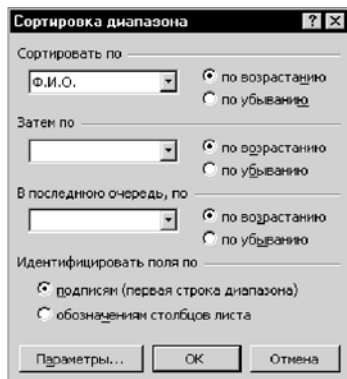 Сортировка диапазона
Сортировать по
Ф.И.О.
по возрастанию
по убыванию
Затем по
по возрастанию
по убыванию
В последнюю очередь, по
по возрастанию
по убыванию
Идентифицировать поля по
подписям (первая строка диапазона)
обозначениям столбцов листа
Параметры... ОК Отмена